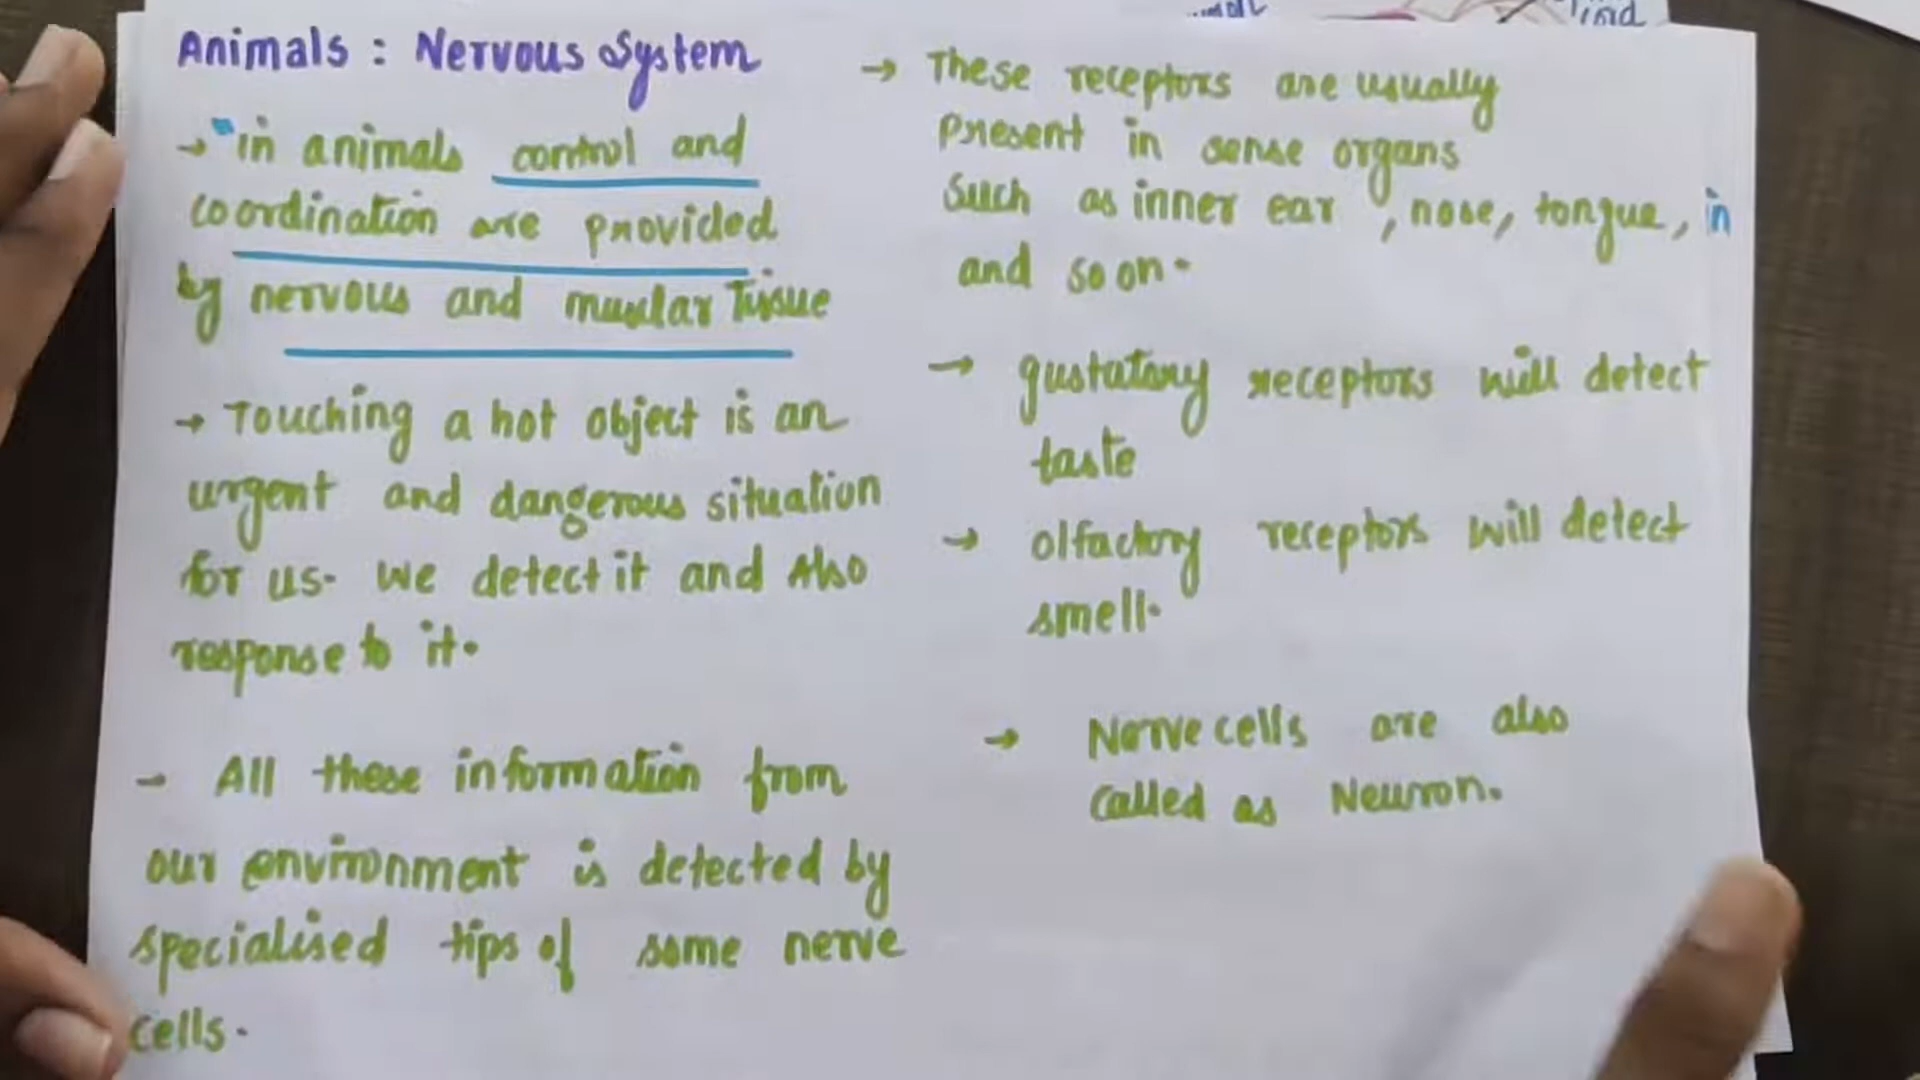 Animals : Nervous System
→ in animals control and
coordination are provided
by nervous and muslar Tissue
→ Touching a hot object is an
urgent and dangerous situation
for us. we detect it and Also
response to it.
- All these information from
our environment is detected by
specialised tips of some nerve
cells.
→ These receptors are usually
Present in sense organs
Such as inner ear , nose, tongue, in
and so on.
→ gustatory receptors will detect
taste
→ olfactory receptors will detect
smell.
→ Nerve cells are also
called as Neuron.